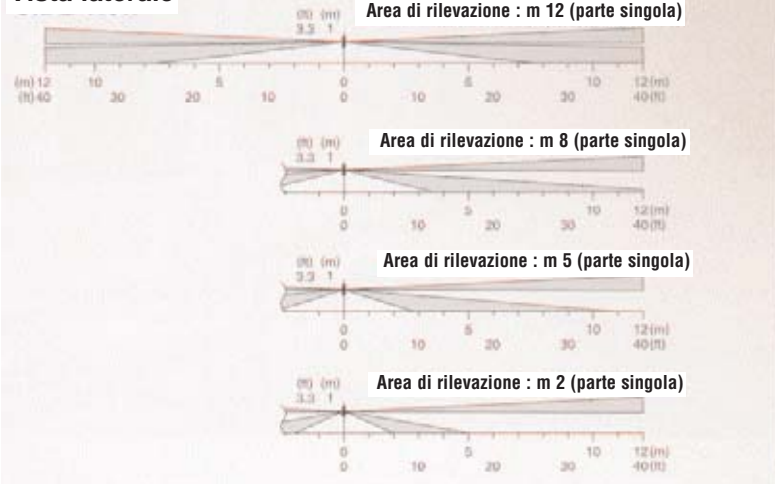 Vista laterale
Area di rilevazione : m 12 (parte singola)
(ft) (m)
3.3 1
(m) 12 10 5 0 5 10 12(m)
(ft) 40 30 20 10 0 10 20 30 40(ft)
Area di rilevazione : m 8 (parte singola)
(ft) (m)
3.3 1
0 5 10 12(m)
0 10 20 30 40(ft)
Area di rilevazione : m 5 (parte singola)
(ft) (m)
3.3 1
0 5 10 12(m)
0 10 20 30 40(ft)
Area di rilevazione : m 2 (parte singola)
(ft) (m)
3.3 1
0 5 10 12(m)
0 10 20 30 40(ft)